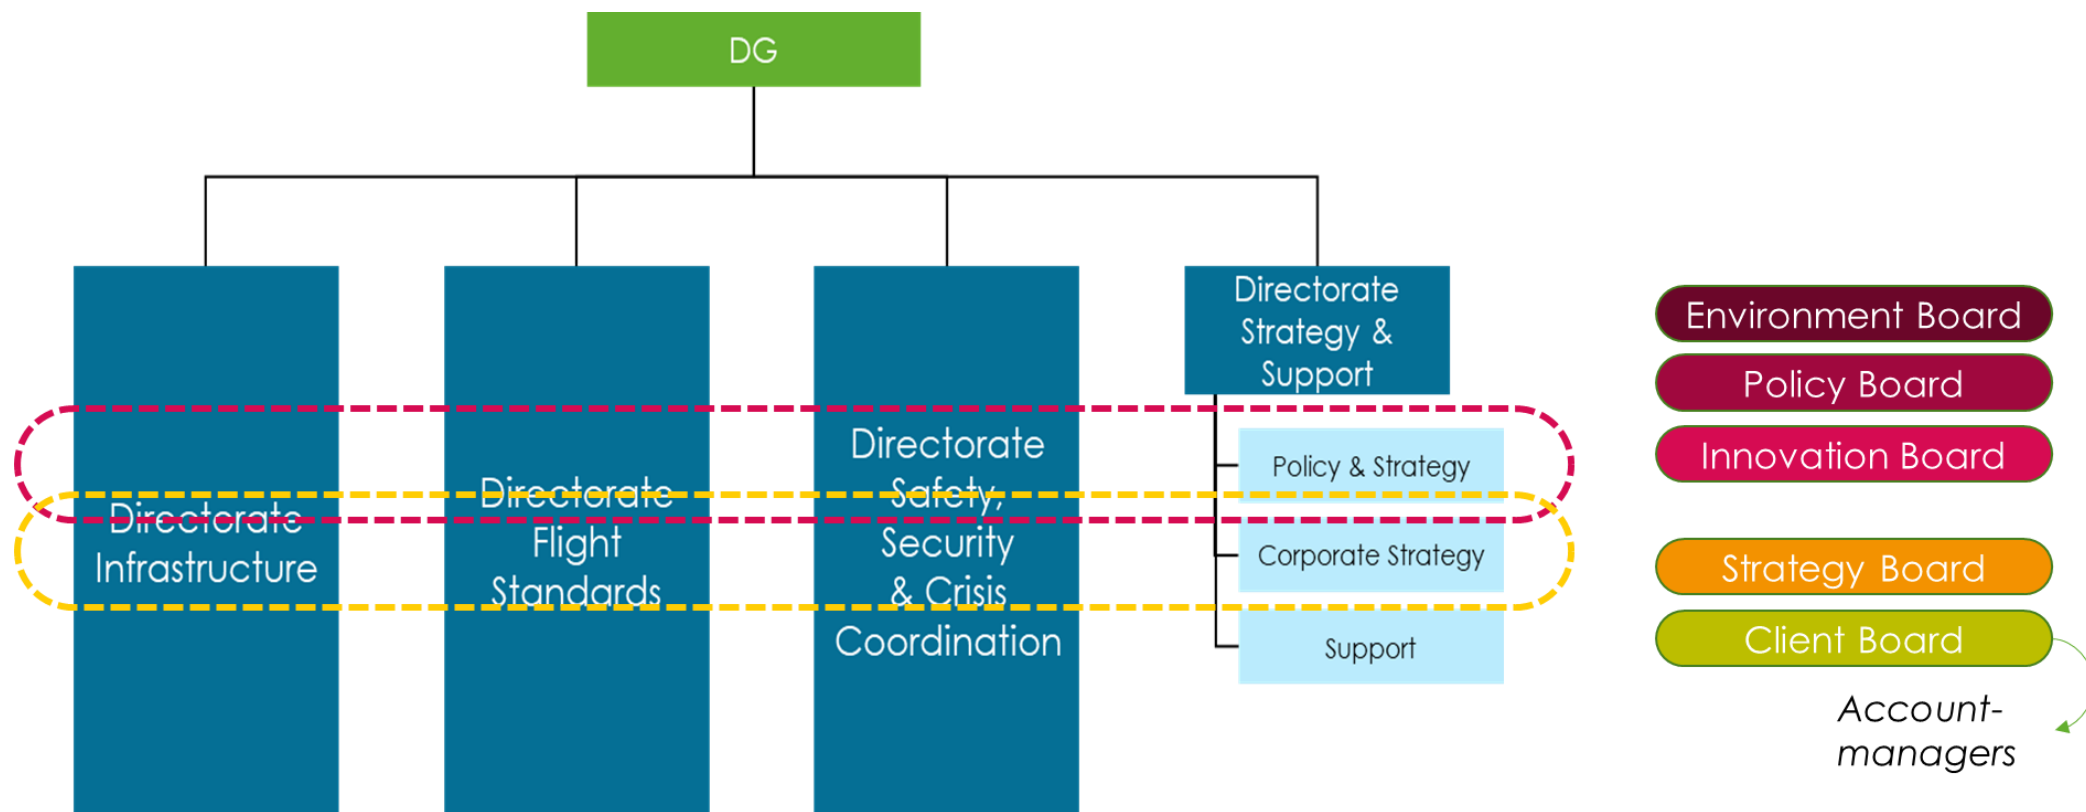 DG
Directorate
Infrastructure
Directorate
Flight
Standards
Directorate
Safety,
Security
& Crisis
Coordination
Directorate
Strategy &
Support
Policy & Strategy
Corporate Strategy
Support
Environment Board
Policy Board
Innovation Board
Strategy Board
Client Board
Account-
managers